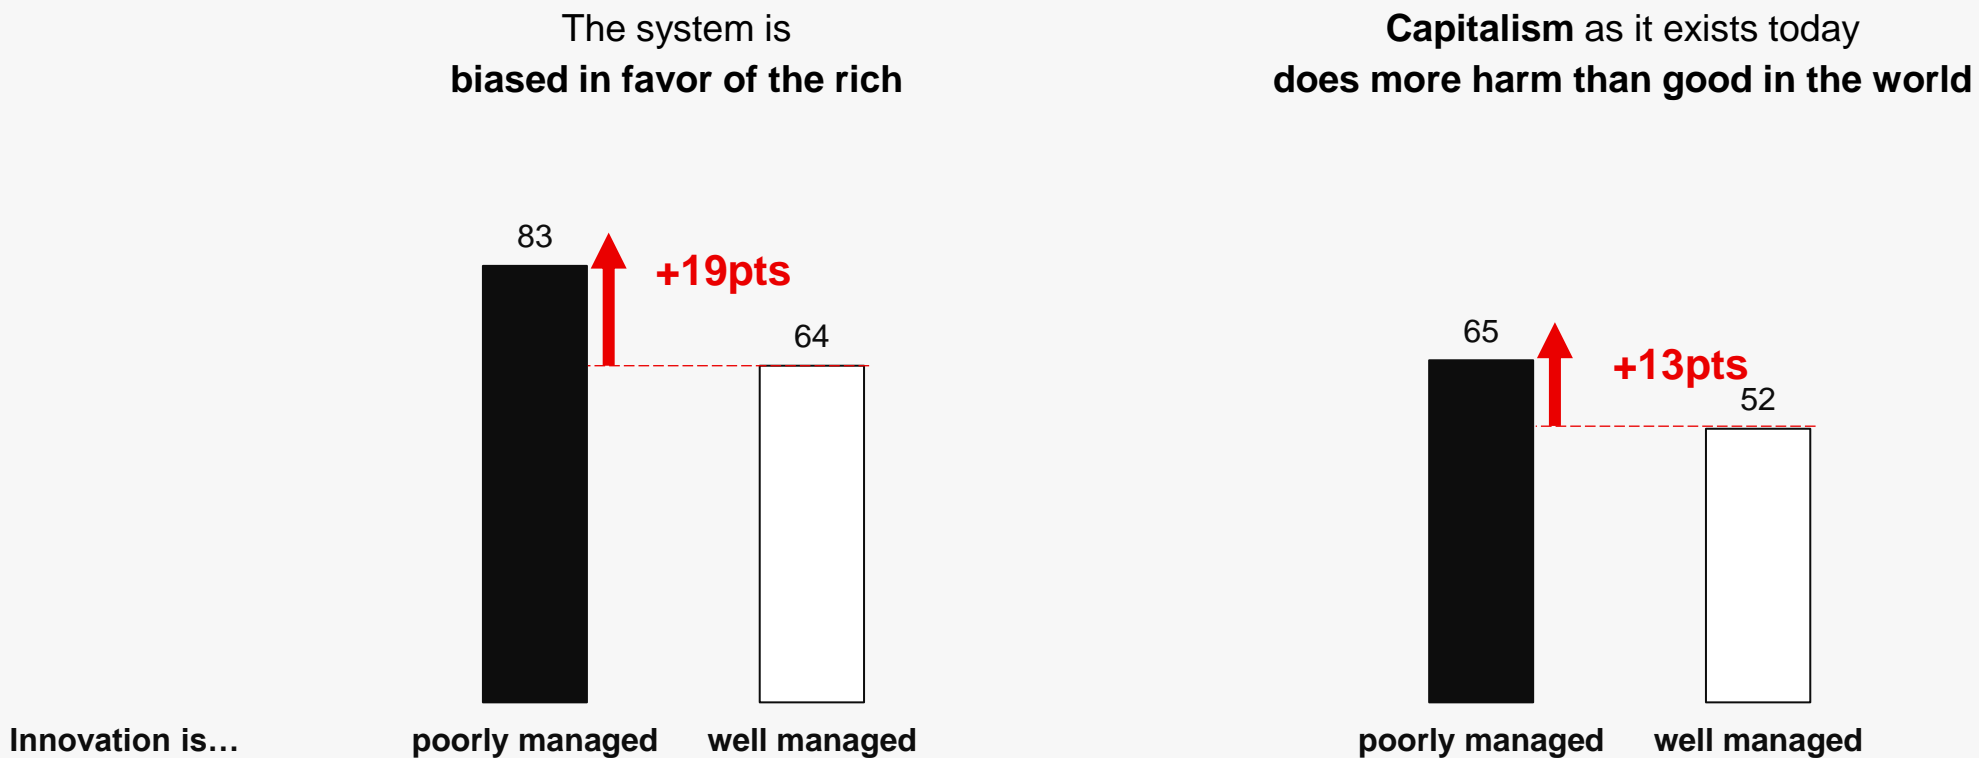 The system is
biased in favor of the rich
83
+19pts
64
Capitalism as it exists today
does more harm than good in the world
65
+13pts
52
Innovation is…
poorly managed
well managed
poorly managed
well managed